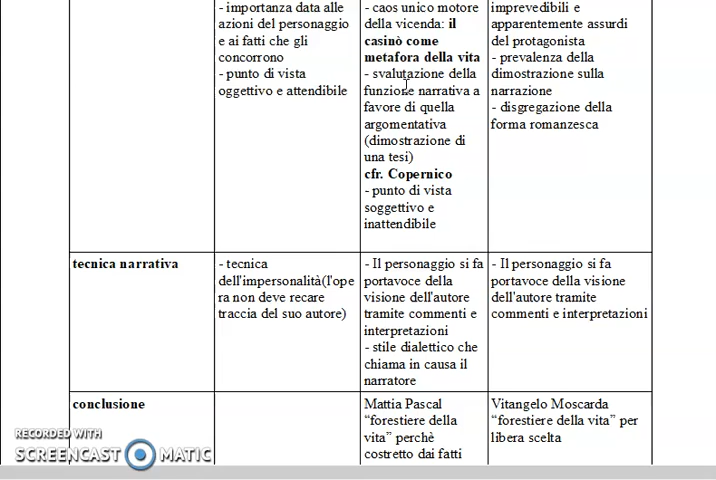 - importanza data alle
azioni del personaggio
e ai fatti che gli
concorrono
- punto di vista
oggettivo e attendibile
- caos unico motore
della vicenda: il
casinò come
metafora della vita
- svalutazione della
funzione narrativa a
favore di quella
argomentativa
(dimostrazione di
una tesi)
cfr. Copernico
- punto di vista
soggettivo e
inattendibile
imprevedibili e
apparentemente assurdi
del protagonista
- prevalenza della
dimostrazione sulla
narrazione
- disgregazione della
forma romanzesca
tecnica narrativa
- tecnica
dell'impersonalità(l'ope
ra non deve recare
traccia del suo autore)
- Il personaggio si fa
portavoce della
visione dell'autore
tramite commenti e
interpretazioni
- stile dialettico che
chiama in causa il
narratore
- Il personaggio si fa
portavoce della visione
dell'autore tramite
commenti e interpretazioni
conclusione
Mattia Pascal
“forestiere della
vita” perchè
costretto dai fatti
Vitangelo Moscarda
“forestiere della vita” per
libera scelta
RECORDED WITH
SCREENCAST MATIC